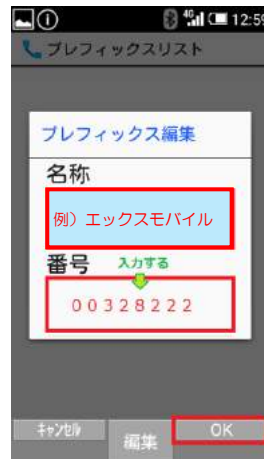 4G 12:59
プレフィックスリスト
プレフィックス編集
名称
例）エックスモバイル
番号 入力する
00328222
キャンセル 編集 OK